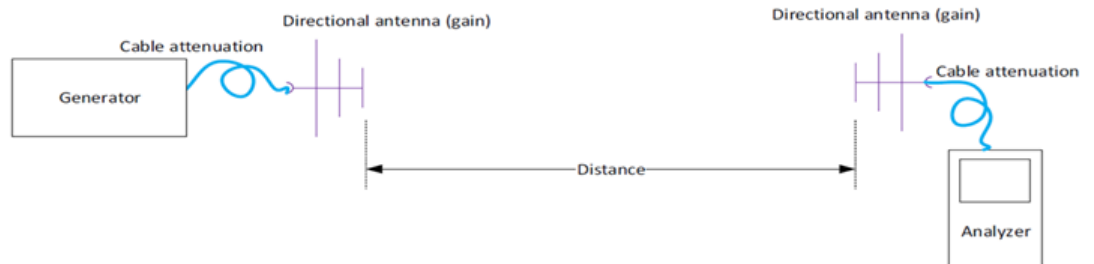 Directional antenna (gain)
Cable attenuation
Generator
Directional antenna (gain)
Cable attenuation
Distance
Analyzer